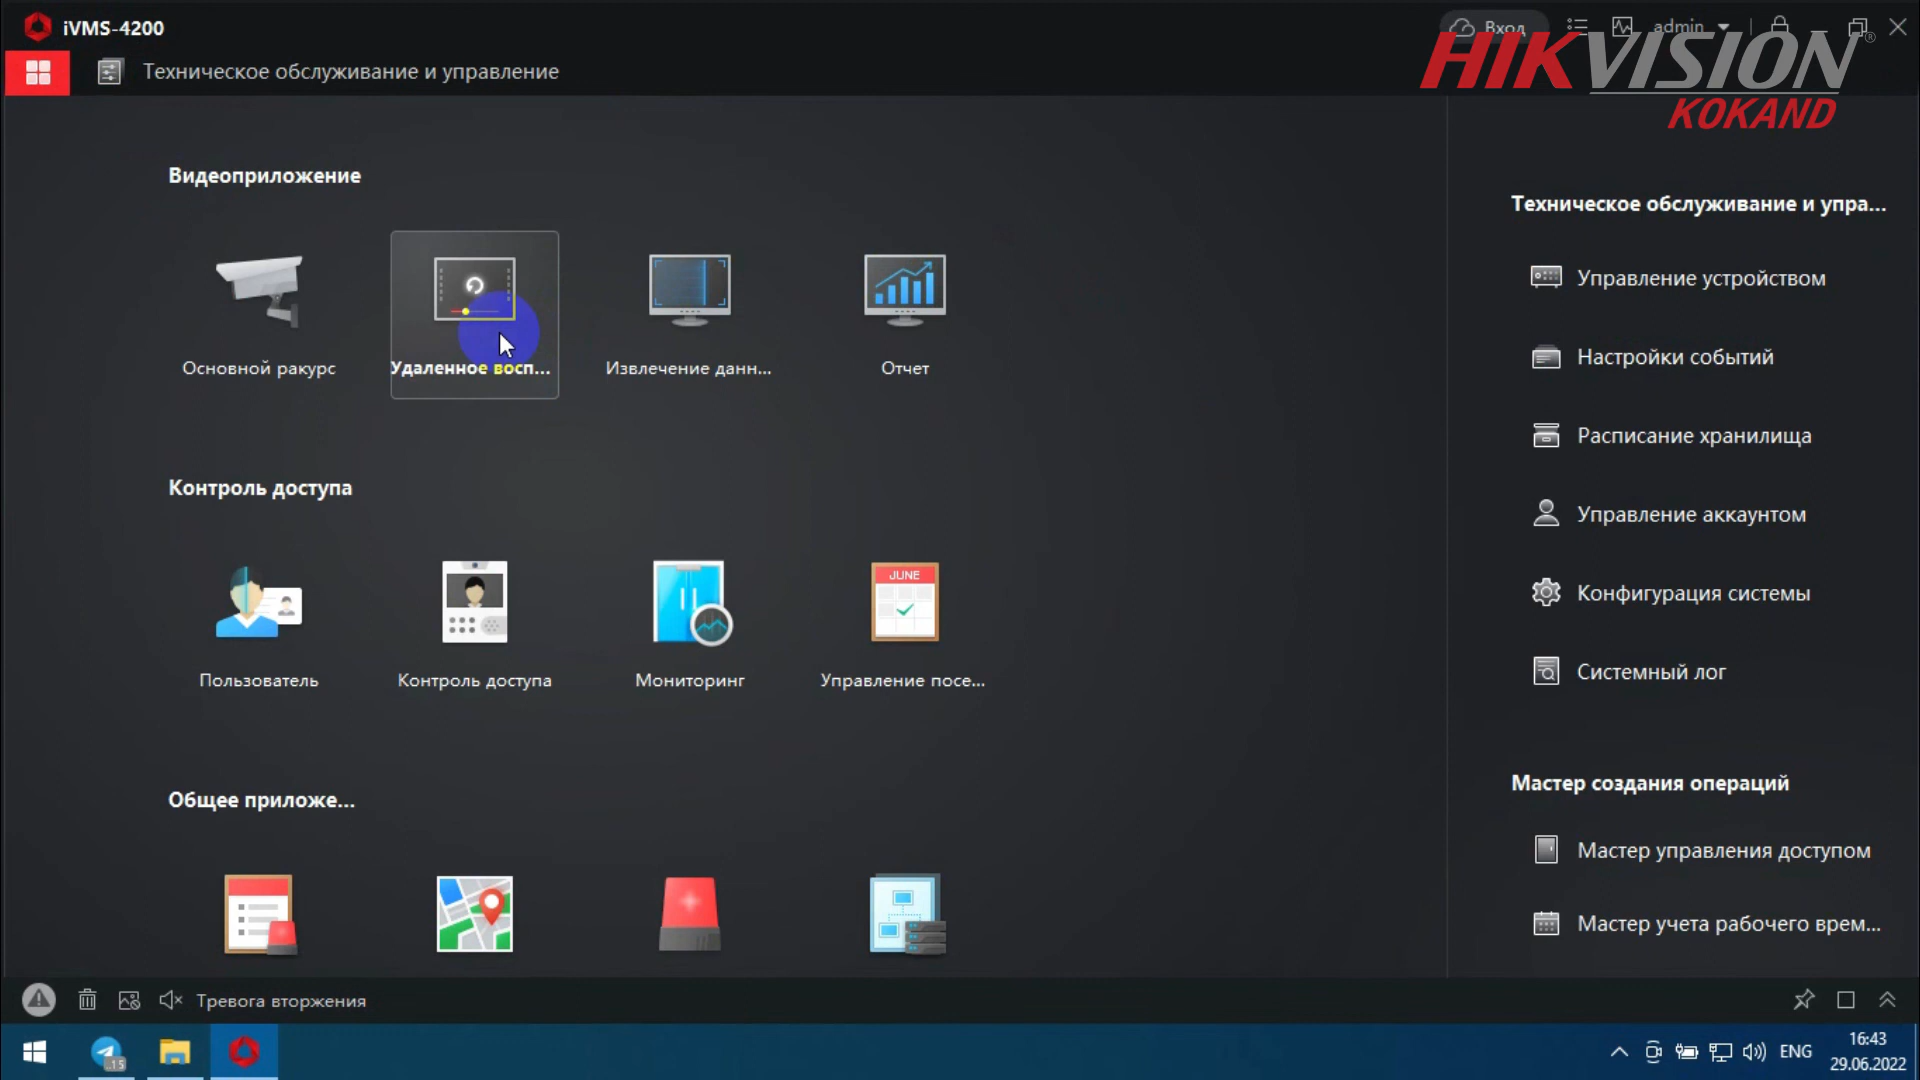 iVMS-4200
Вход
admin
HIKVISION®
KOKAND
Техническое обслуживание и управление
Видеоприложение
Основной ракурс
Удаленное восп...
Извлечение данн...
Отчет
Контроль доступа
JUNE
Пользователь
Контроль доступа
Мониторинг
Управление посе...
Общее приложе...
Техническое обслуживание и упра...
Управление устройством
Настройки событий
Расписание хранилища
Управление аккаунтом
Конфигурация системы
Системный лог
Мастер создания операций
Мастер управления доступом
Мастер учета рабочего врем...
Тревога вторжения
15
ENG
16:43
29.06.2022